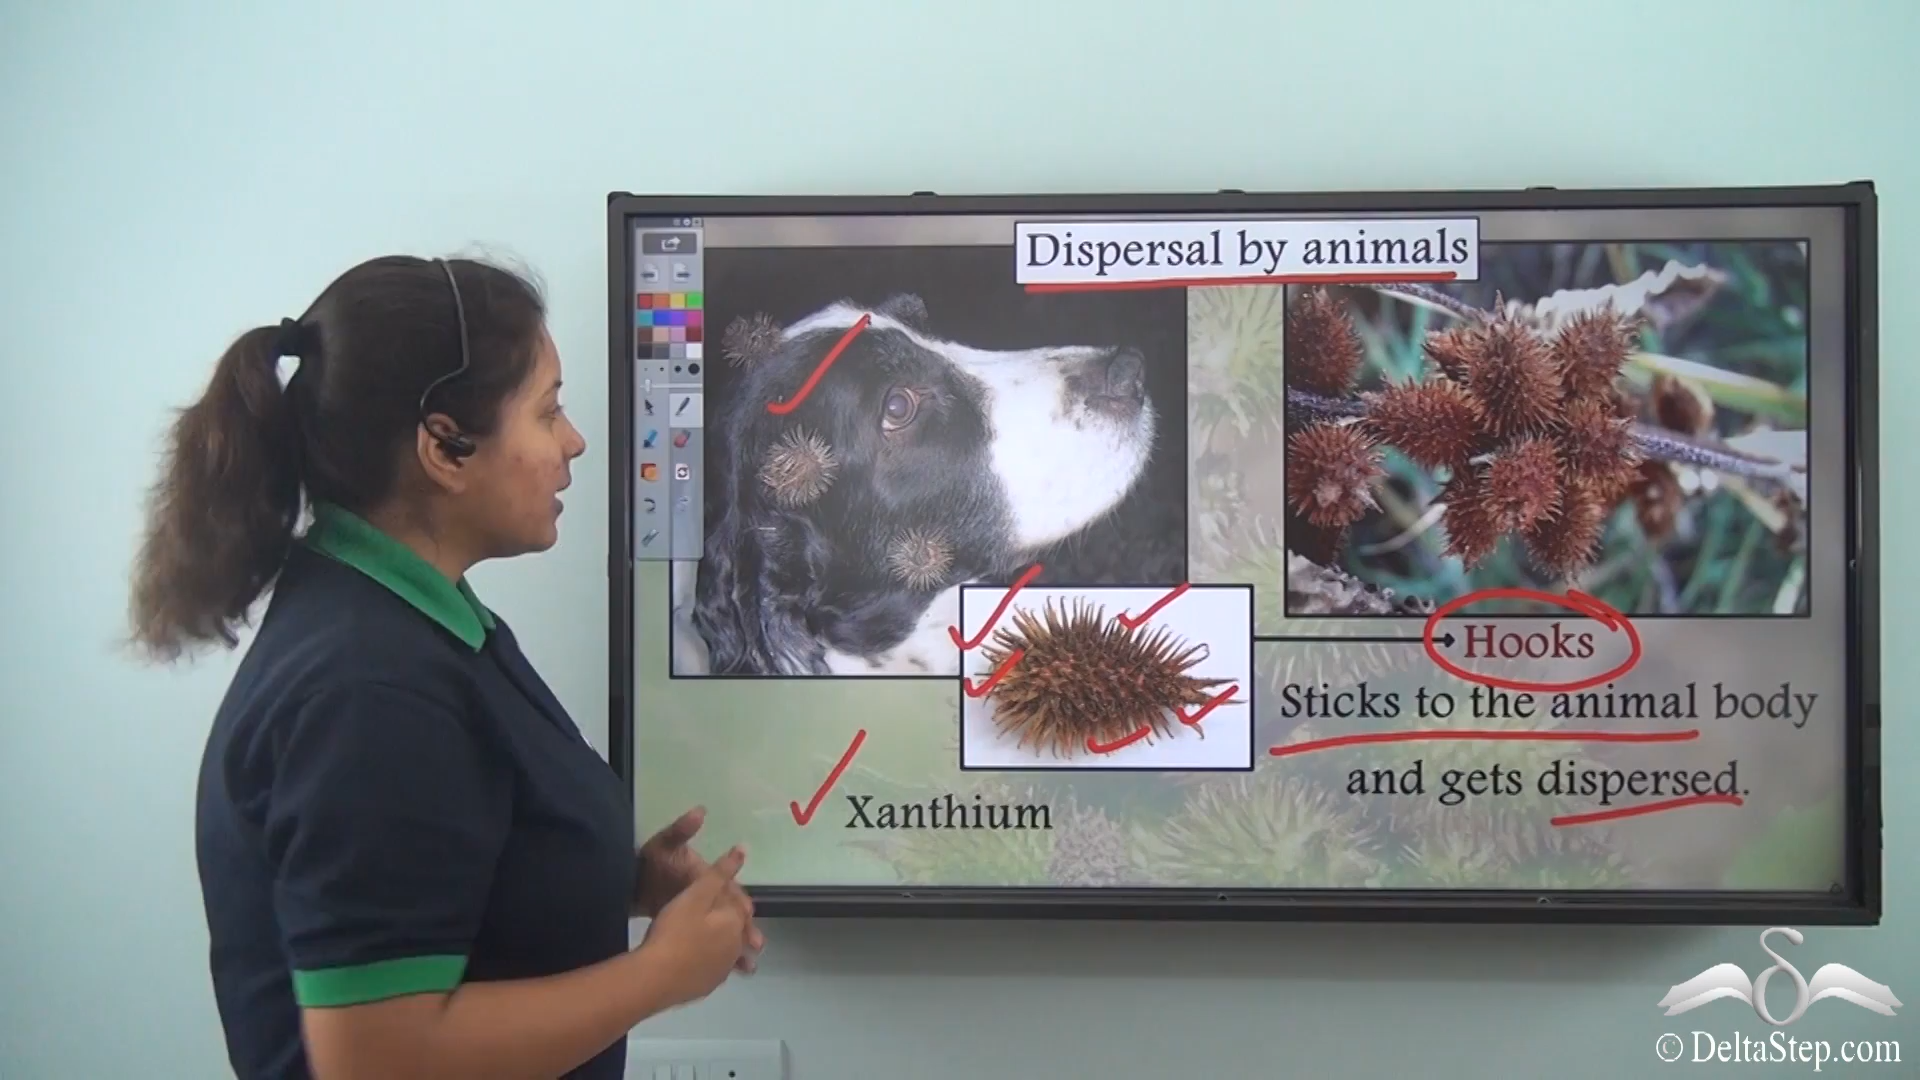 Dispersal by animals
Hooks
Sticks to the animal body
and gets dispersed.
Xanthium
© DeltaStep.com